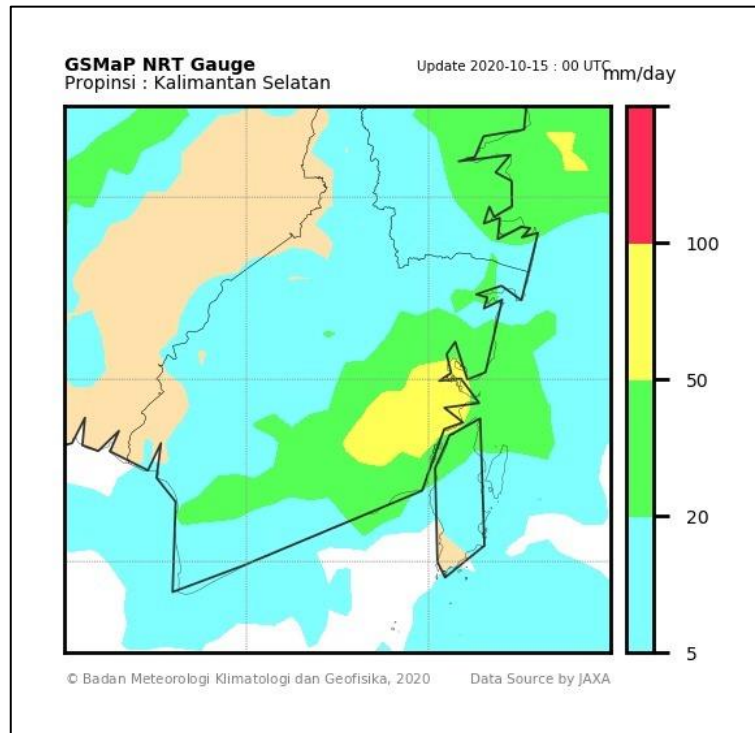 GSMaP NRT Gauge
Propinsi : Kalimantan Selatan
Update 2020-10-15 : 00 UTC
mm/day
100
50
20
5
© Badan Meteorologi Klimatologi dan Geofisika, 2020
Data Source by JAXA